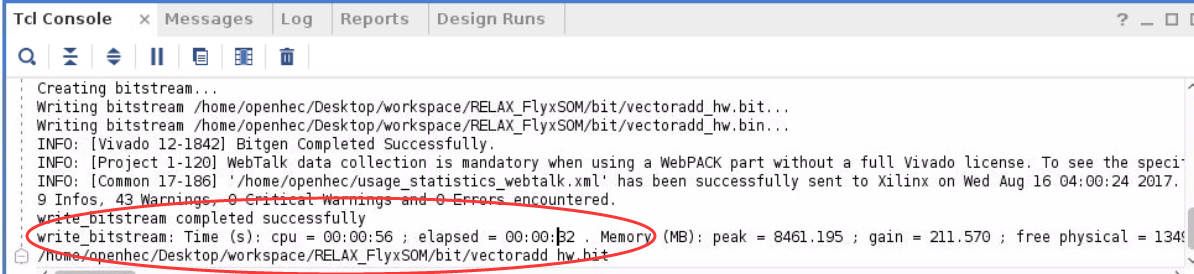 Tcl Console × Messages Log Reports Design Runs ? _
Creating bitstream...
Writing bitstream /home/openhec/Desktop/workspace/RELAX_FlyxSOM/bit/vectoradd_hw.bit...
Writing bitstream /home/openhec/Desktop/workspace/RELAX_FlyxSOM/bit/vectoradd_hw.bin...
INFO: [Vivado 12-1842] Bitgen Completed Successfully.
INFO: [Project 1-120] WebTalk data collection is mandatory when using a WebPACK part without a full Vivado license. To see the specif
INFO: [Common 17-186] '/home/openhec/usage_statistics_webtalk.xml' has been successfully sent to Xilinx on Wed Aug 16 04:00:24 2017.
9 Infos, 43 Warnings, 0 Critical Warnings and 0 Errors encountered.
write_bitstream completed successfully
write_bitstream: Time (s): cpu = 00:00:56 ; elapsed = 00:00:32 . Memory (MB): peak = 8461.195 ; gain = 211.570 ; free physical = 1349
/home/openhec/Desktop/workspace/RELAX_FlyxSOM/bit/vectoradd_hw.bit